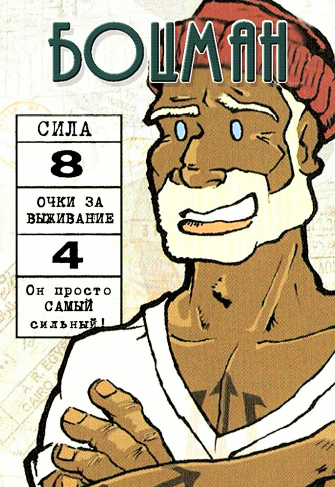 БОЦМАН
СИЛА
8
ОЧКИ ЗА
ВЫЖИВАНИЕ
4
Он просто
САМЫЙ
сильный!